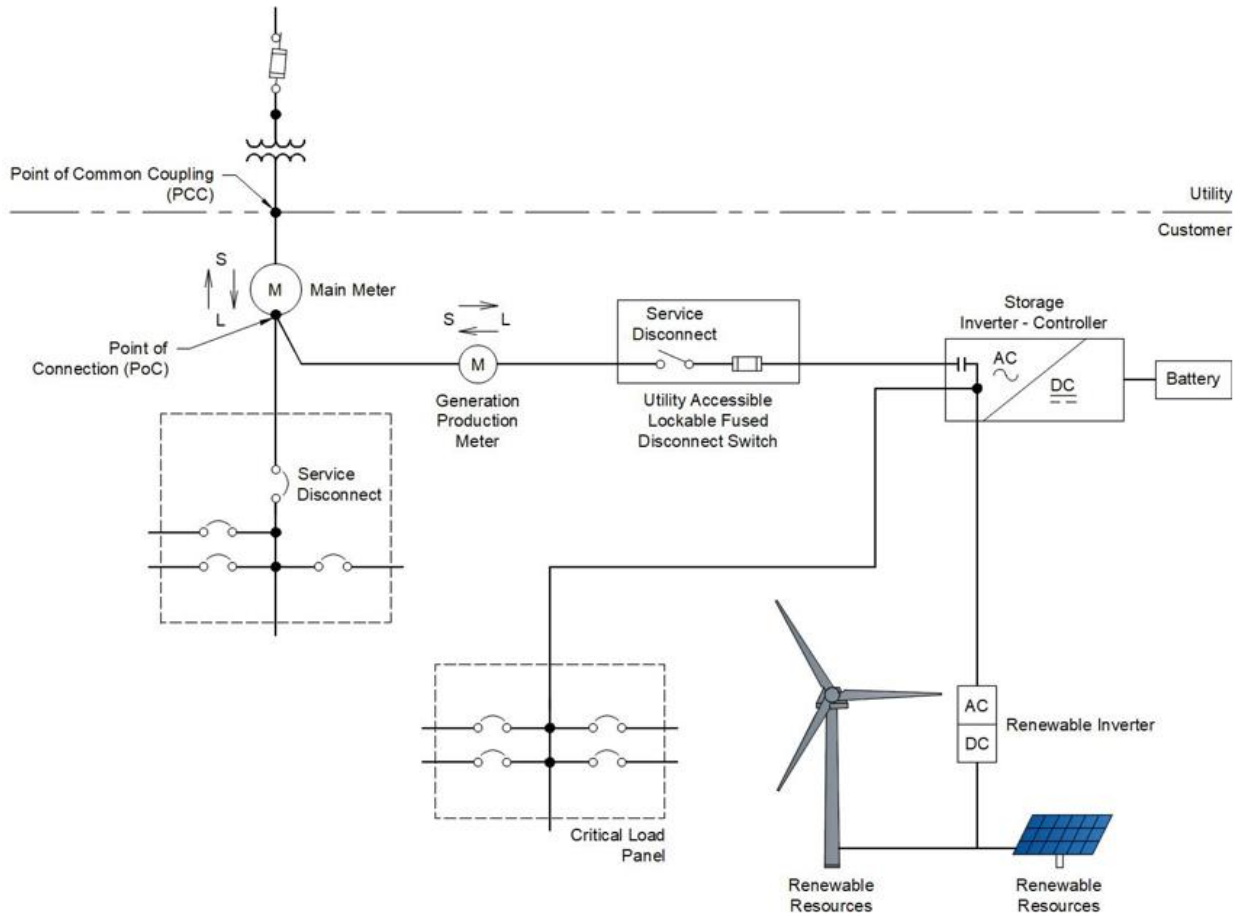 Point of Common Coupling
(PCC)
Utility
Customer
S
L
M
Main Meter
Point of
Connection (PoC)
S
L
M
Generation
Production
Meter
Service
Disconnect
Utility Accessible
Lockable Fused
Disconnect Switch
Storage
Inverter - Controller
AC
DC
Battery
Service
Disconnect
Critical Load
Panel
AC
DC
Renewable Inverter
Renewable
Resources
Renewable
Resources